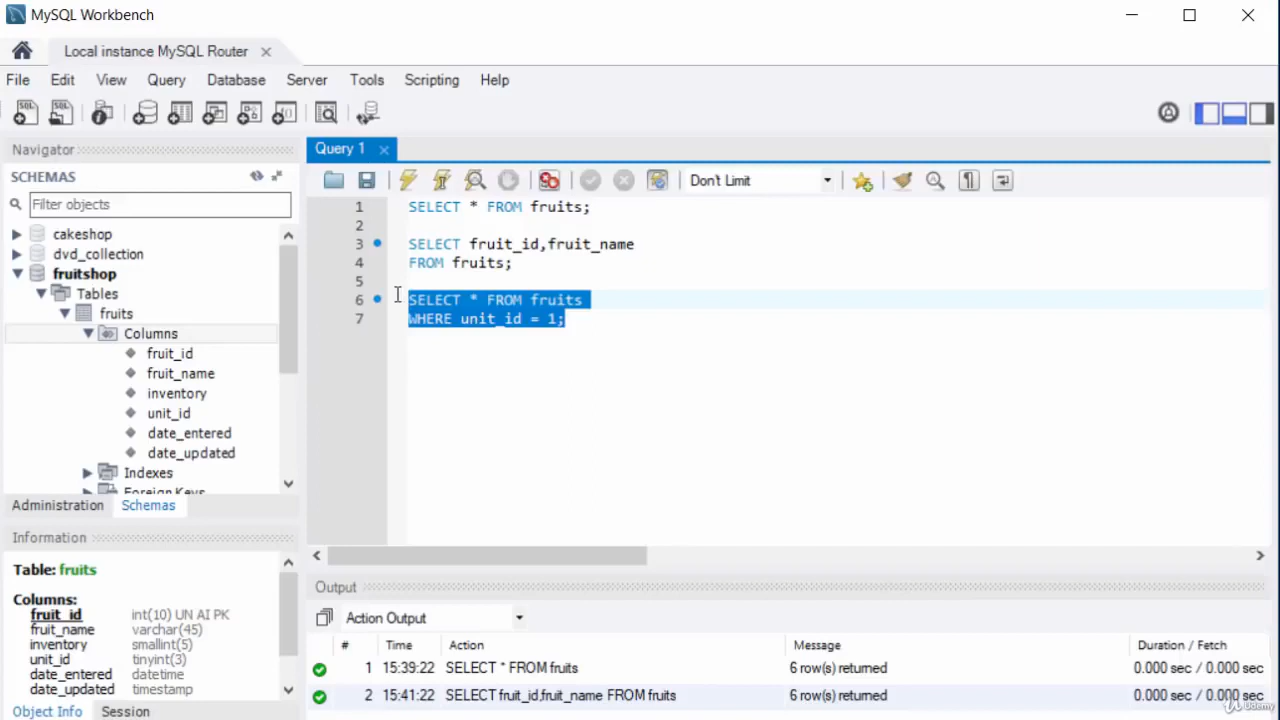 MySQL Workbench
Local instance MySQL Router
File Edit View Query Database Server Tools Scripting Help
Navigator
SCHEMAS
Filter objects
cakeshop
dvd_collection
fruitshop
Tables
fruits
Columns
fruit_id
fruit_name
inventory
unit_id
date_entered
date_updated
Indexes
Foreign Keys
Administration Schemas
Information
Table: fruits
Columns:
fruit_id int(10) UN AI PK
fruit_name varchar(45)
inventory smallint(5)
unit_id tinyint(3)
date_entered datetime
date_updated timestamp
Object Info Session
Query 1
Don't Limit
1 SELECT * FROM fruits;
2
3 SELECT fruit_id,fruit_name
4 FROM fruits;
5
6 SELECT * FROM fruits
7 WHERE unit_id = 1;
Output
Action Output
# Time Action Message Duration / Fetch
1 15:39:22 SELECT * FROM fruits 6 row(s) returned 0.000 sec / 0.000 sec
2 15:41:22 SELECT fruit_id,fruit_name FROM fruits 6 row(s) returned 0.000 sec / 0.000 sec
Udemy